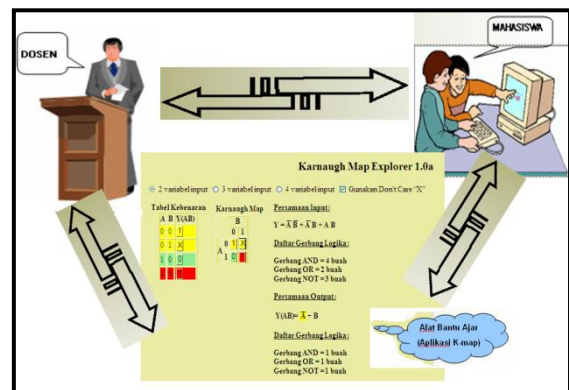 DOSEN
MAHASISWA
Karnaugh Map Explorer 1.0a
2 variabel input 3 variabel input 4 variabel input Gunakan Don't Care "X"
Tabel Kebenaran
A B Y(AB)
0 0 1
0 1 X
1 0 0
Karnaugh Map
B
0 1
A 0 1 X
1 0
Persamaan Input:
Y = A̅ B̅ + A̅ B + A B
Daftar Gerbang Logika:
Gerbang AND = 4 buah
Gerbang OR = 2 buah
Gerbang NOT = 3 buah
Persamaan Output:
Y(AB)= A̅ + B
Daftar Gerbang Logika:
Gerbang AND = 1 buah
Gerbang OR = 1 buah
Gerbang NOT = 1 buah
Alat Bantu Ajar
(Aplikasi K-map)